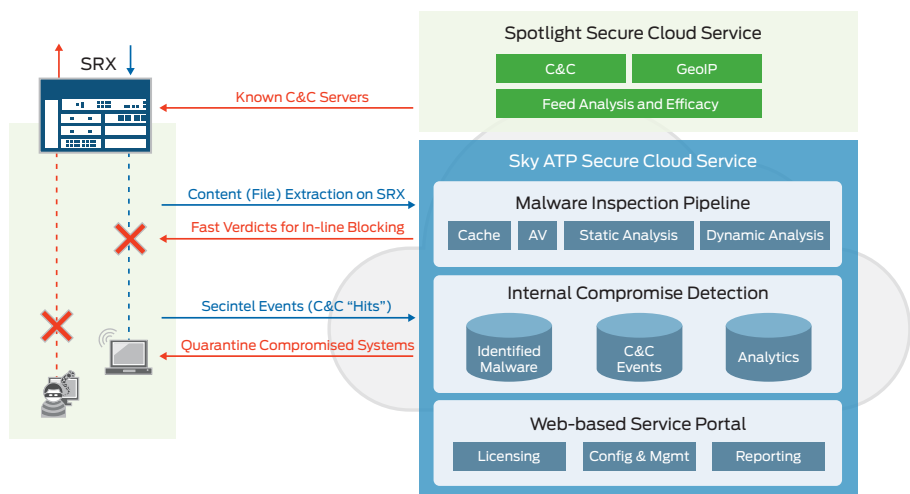 SRX
Known C&C Servers
Content (File) Extraction on SRX
Fast Verdicts for In-line Blocking
Secintel Events (C&C “Hits”)
Quarantine Compromised Systems
Spotlight Secure Cloud Service
C&C
GeoIP
Feed Analysis and Efficacy
Sky ATP Secure Cloud Service
Malware Inspection Pipeline
Cache
AV
Static Analysis
Dynamic Analysis
Internal Compromise Detection
Identified
Malware
C&C
Events
Analytics
Web-based Service Portal
Licensing
Config & Mgmt
Reporting